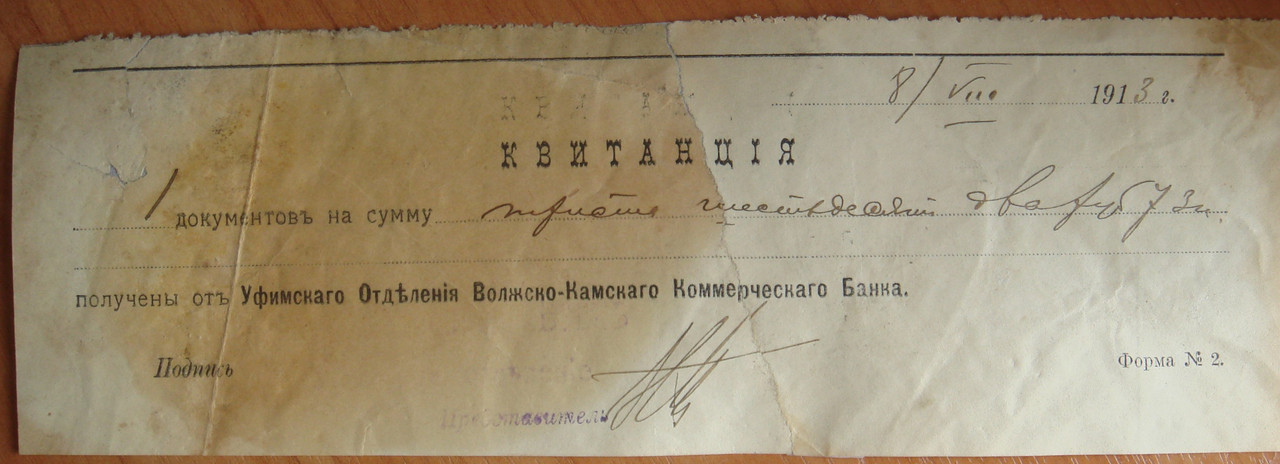 8/VIII 1913 г.
КВИТАНЦІЯ
1 документовъ на сумму триста шестьдесят два руб 73 к.
получены отъ Уфимскаго Отдѣленія Волжско-Камскаго Коммерческаго Банка.
Подпись
Форма № 2.
Представитель